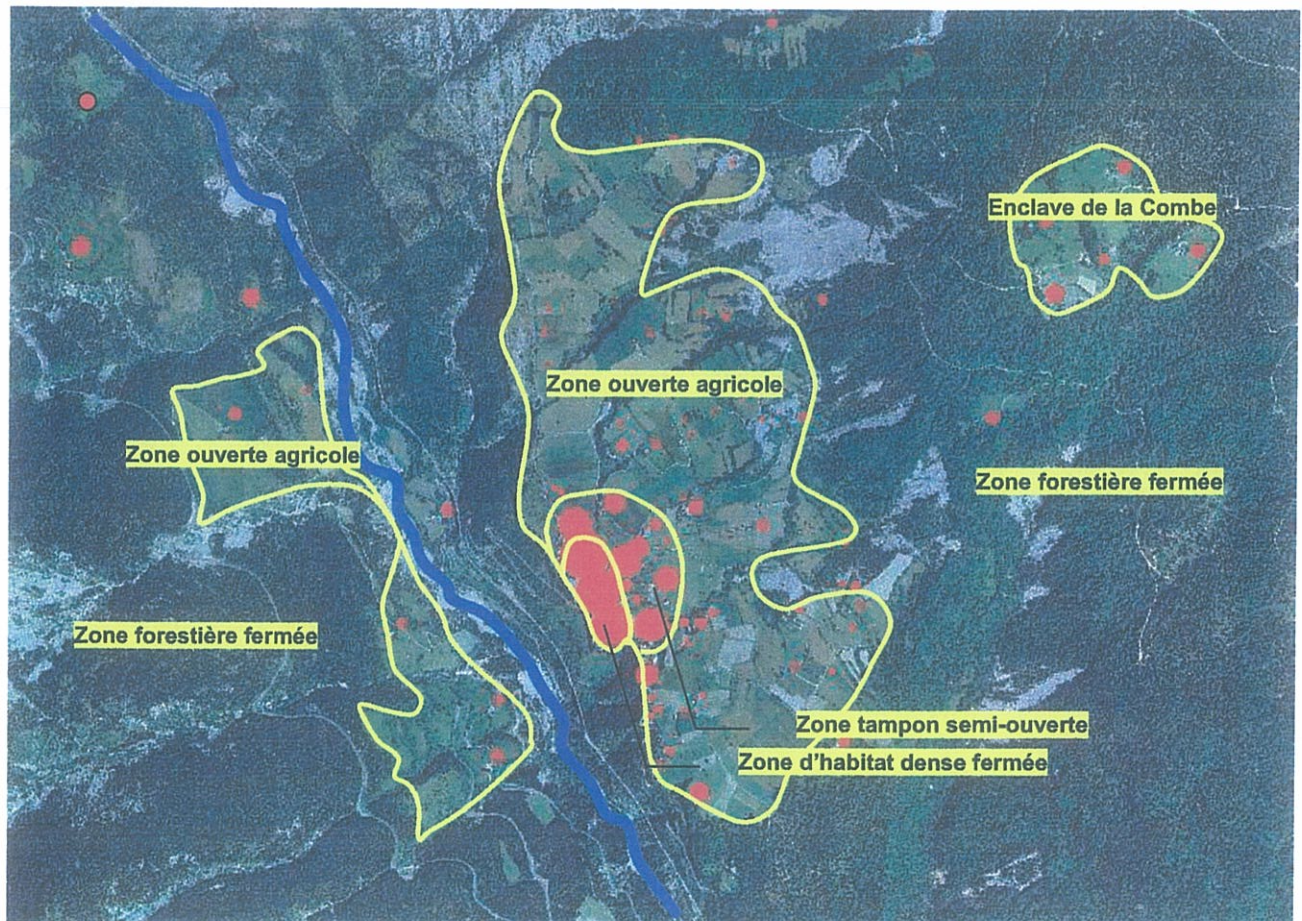 Enclave de la Combe
Zone ouverte agricole
Zone ouverte agricole
Zone forestière fermée
Zone forestière fermée
Zone tampon semi-ouverte
Zone d'habitat dense fermée